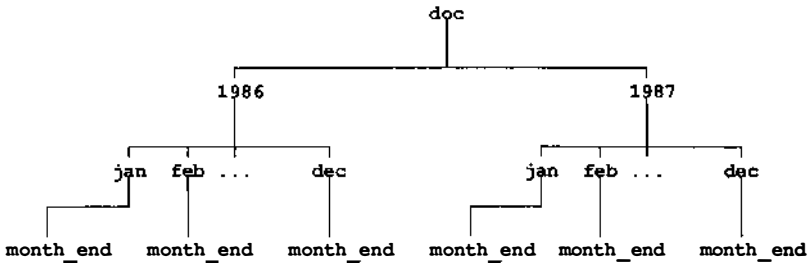 doc
1986 1987
jan feb ... dec jan feb ... dec
month_end month_end month_end month_end month_end month_end